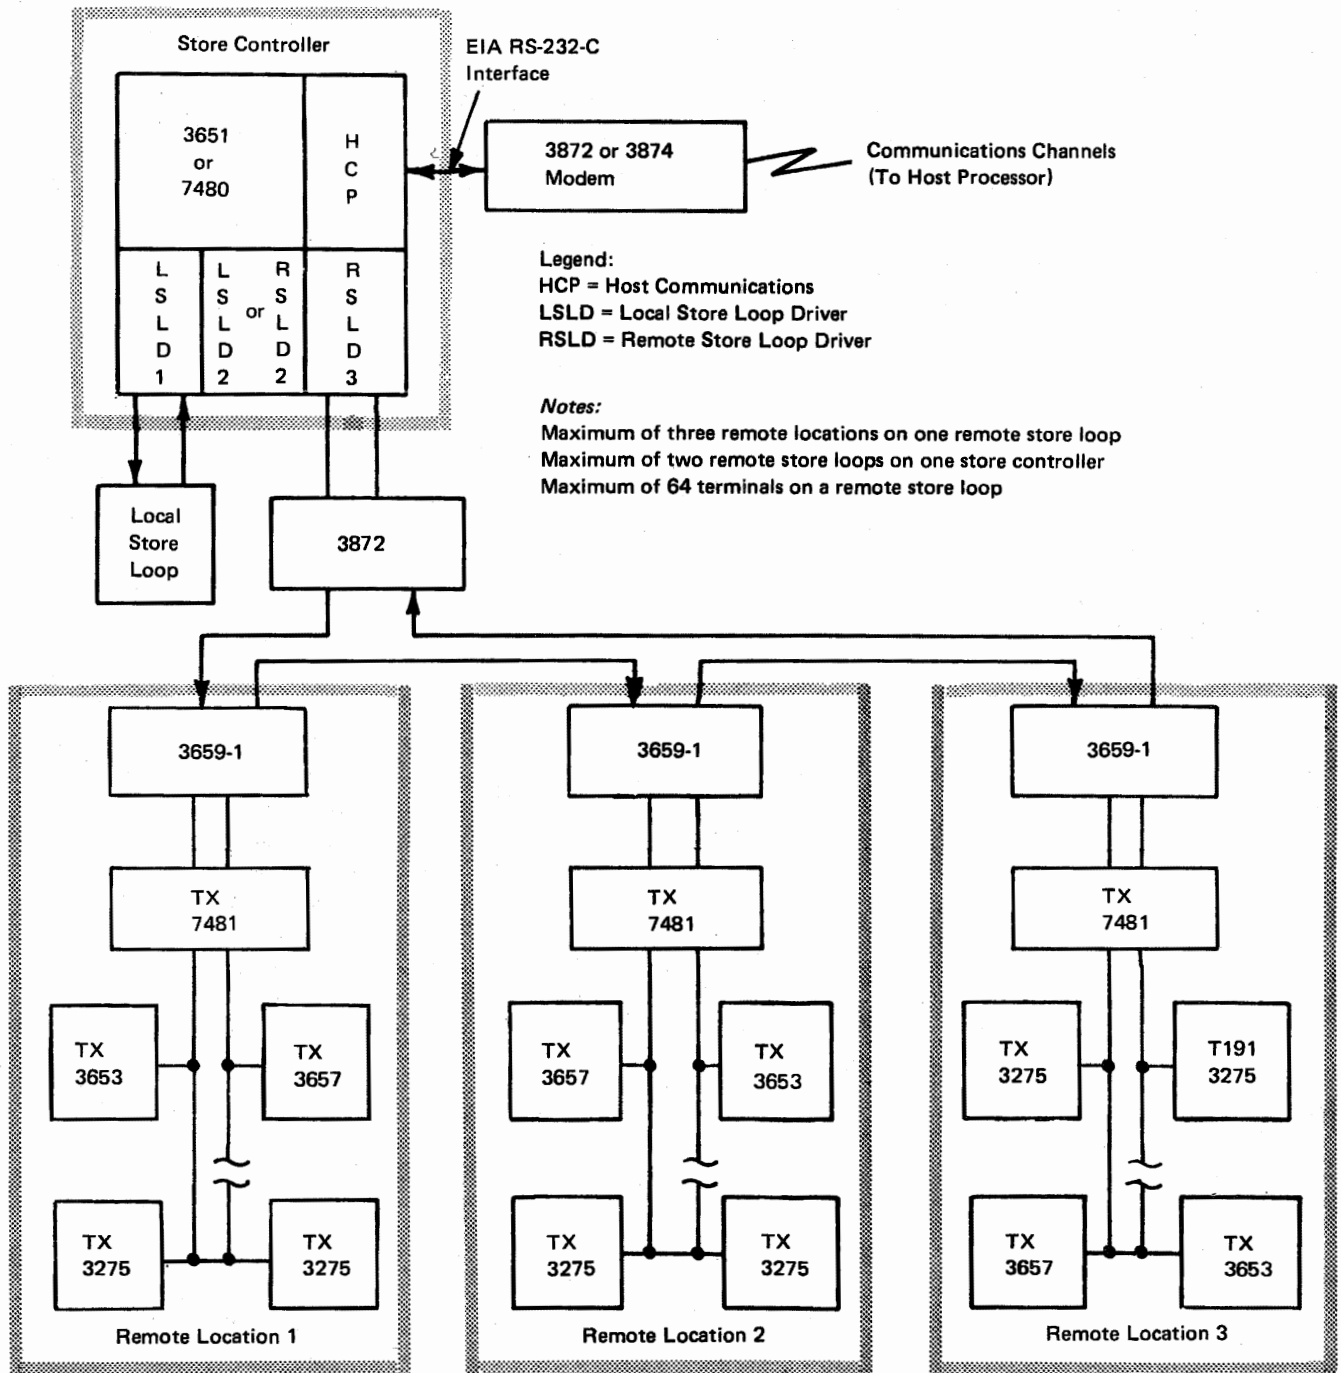 Store Controller
EIA RS-232-C
Interface
3651
or
7480
H
C
P
3872 or 3874
Modem
Communications Channels
(To Host Processor)
L
S
L
D
1
L
S
L
D
2
or
R
S
L
D
2
R
S
L
D
3
Legend:
HCP = Host Communications
LSLD = Local Store Loop Driver
RSLD = Remote Store Loop Driver
Notes:
Maximum of three remote locations on one remote store loop
Maximum of two remote store loops on one store controller
Maximum of 64 terminals on a remote store loop
Local
Store
Loop
3872
3659-1
TX
7481
TX
3653
TX
3657
TX
3275
TX
3275
Remote Location 1
3659-1
TX
7481
TX
3657
TX
3653
TX
3275
TX
3275
Remote Location 2
3659-1
TX
7481
TX
3275
T191
3275
TX
3657
TX
3653
Remote Location 3